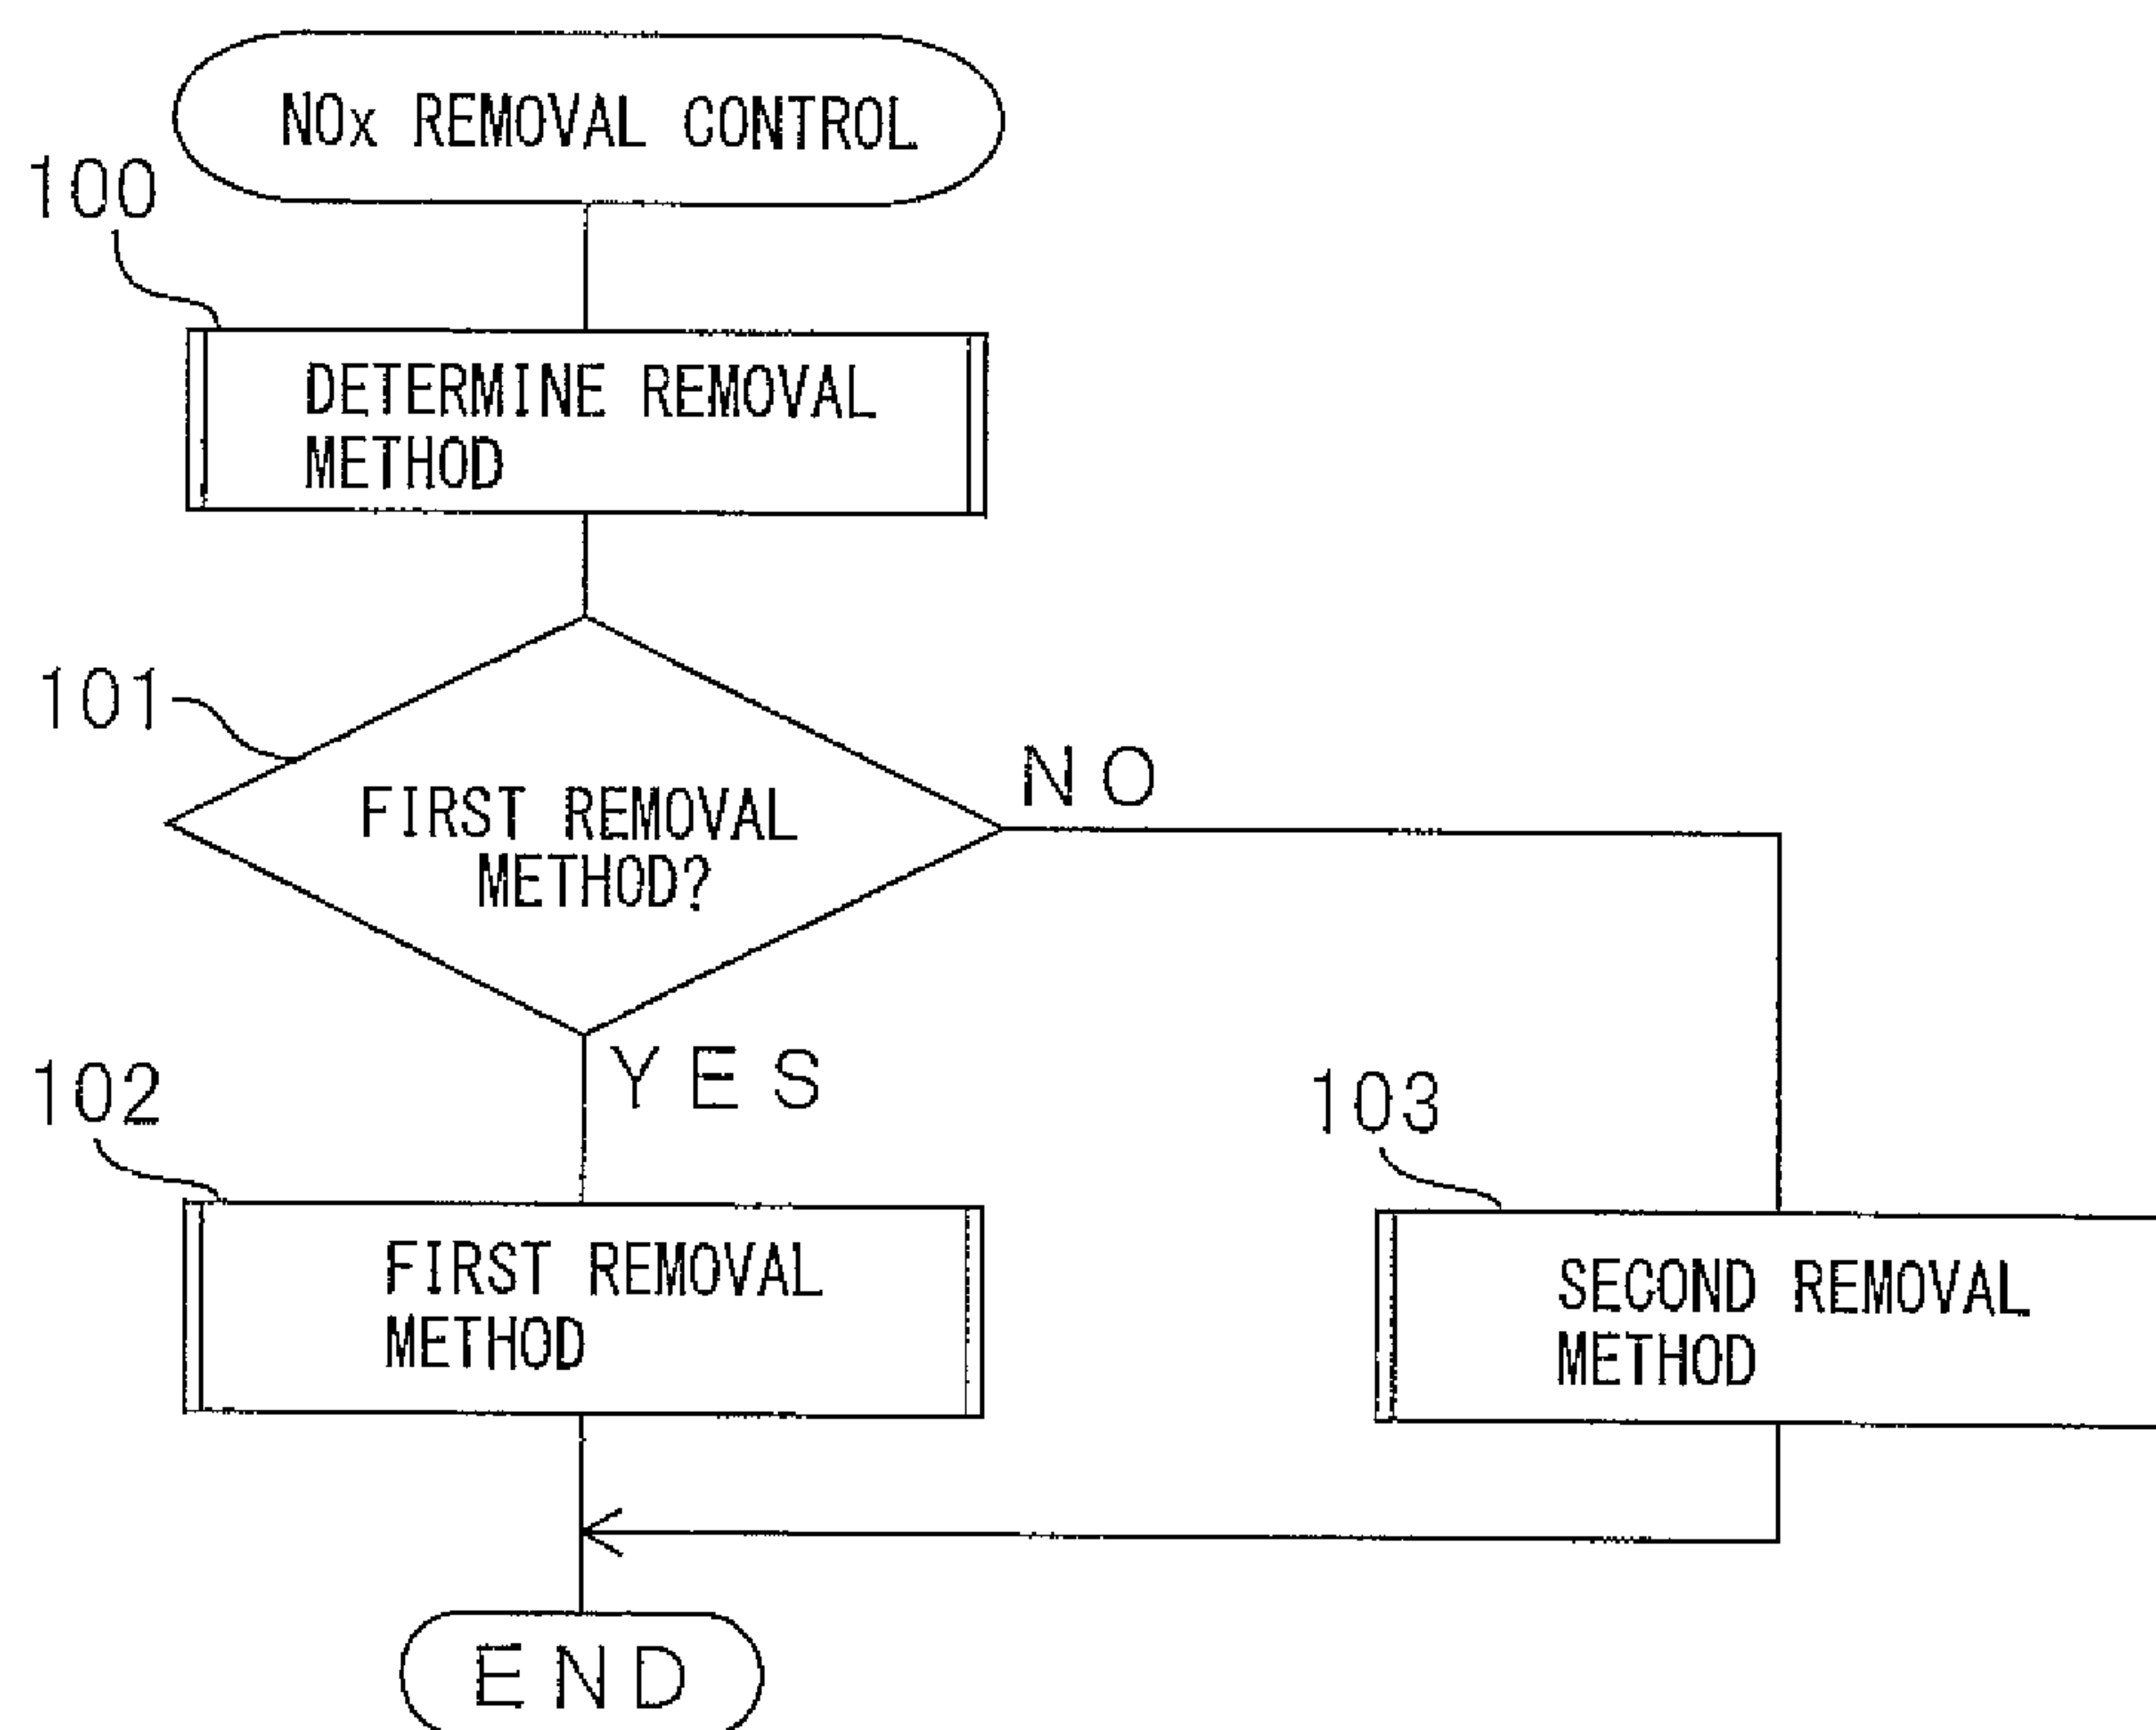 NOx REMOVAL CONTROL
100
DETERMINE REMOVAL
METHOD
101
FIRST REMOVAL
METHOD?
NO
YES
102
FIRST REMOVAL
METHOD
103
SECOND REMOVAL
METHOD
END